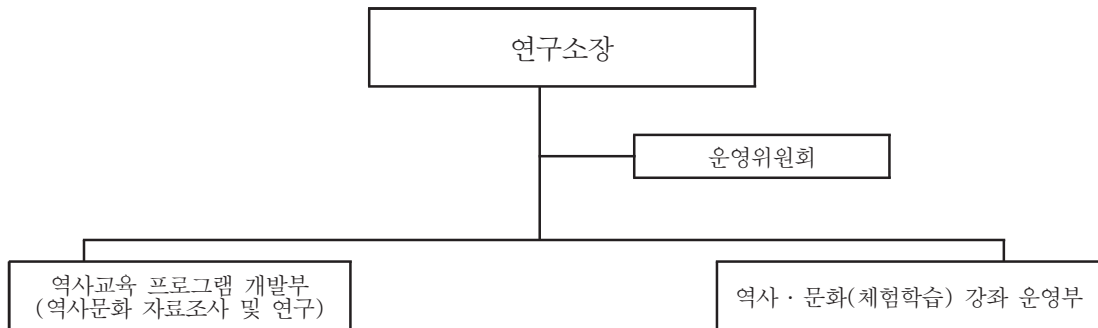 연구소장
운영위원회
역사교육 프로그램 개발부
(역사문화 자료조사 및 연구)
역사 · 문화(체험학습) 강좌 운영부